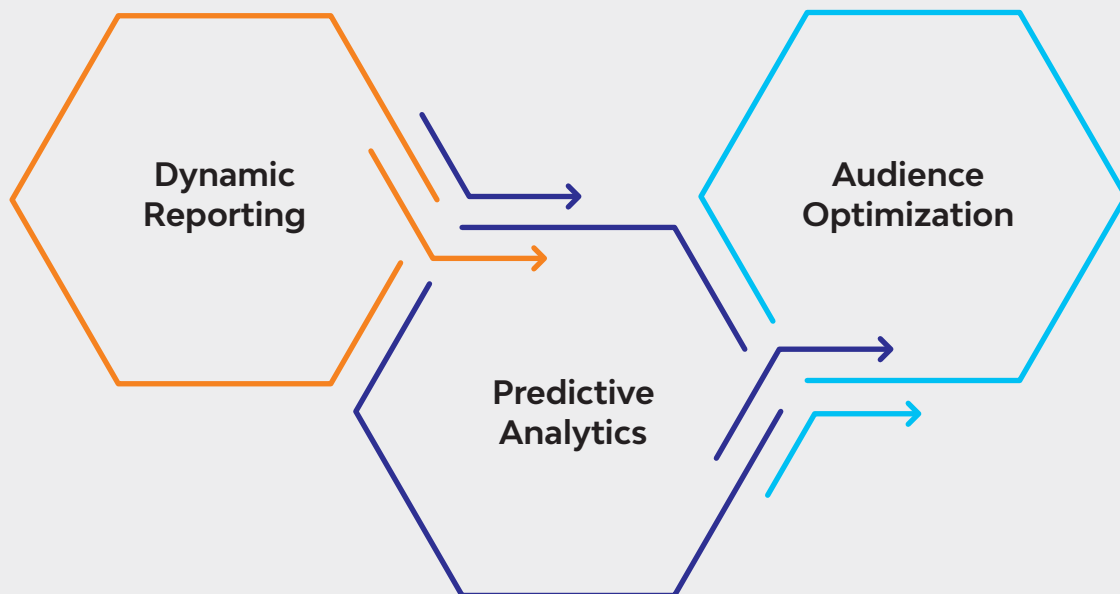 Dynamic
Reporting
Predictive
Analytics
Audience
Optimization